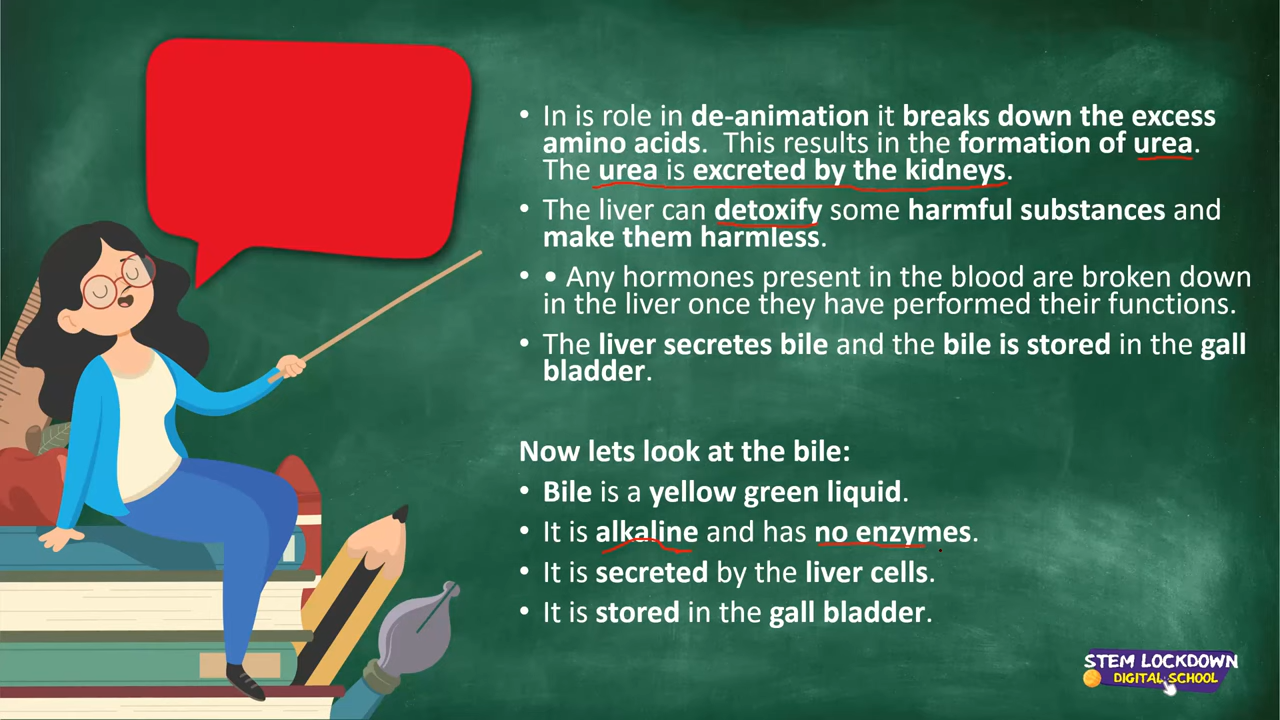 • In is role in de-animation it breaks down the excess
amino acids. This results in the formation of urea.
The urea is excreted by the kidneys.
• The liver can detoxify some harmful substances and
make them harmless.
• • Any hormones present in the blood are broken down
in the liver once they have performed their functions.
• The liver secretes bile and the bile is stored in the gall
bladder.
Now lets look at the bile:
• Bile is a yellow green liquid.
• It is alkaline and has no enzymes.
• It is secreted by the liver cells.
• It is stored in the gall bladder.
STEM LOCKDOWN
DIGITAL SCHOOL